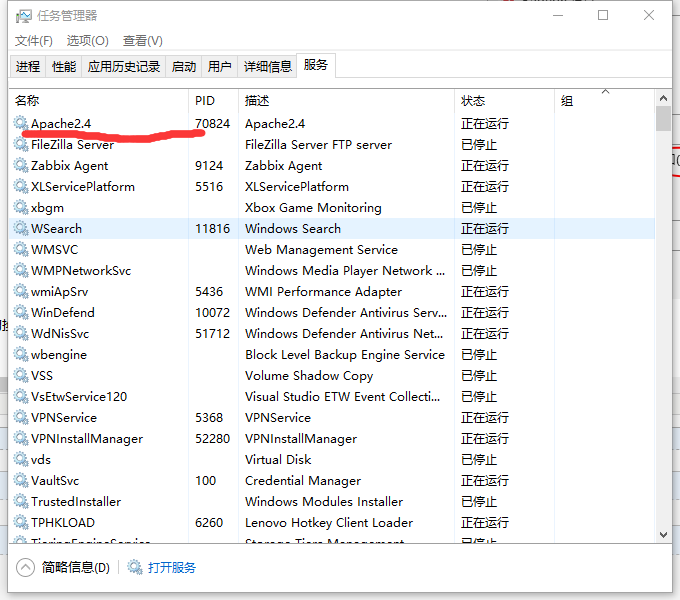 任务管理器
文件(F) 选项(O) 查看(V)
进程 性能 应用历史记录 启动 用户 详细信息 服务
名称 PID 描述 状态 组
Apache2.4 70824 Apache2.4 正在运行
FileZilla Server FileZilla Server FTP server 已停止
Zabbix Agent 9124 Zabbix Agent 正在运行
XLServicePlatform 5516 XLServicePlatform 正在运行
xbgm Xbox Game Monitoring 已停止
WSearch 11816 Windows Search 正在运行
WMSVC Web Management Service 已停止
WMPNetworkSvc Windows Media Player Network ... 已停止
wmiApSrv 5436 WMI Performance Adapter 正在运行
WinDefend 10072 Windows Defender Antivirus Serv... 正在运行
WdNisSvc 51712 Windows Defender Antivirus Net... 正在运行
wbengine Block Level Backup Engine Service 已停止
VSS Volume Shadow Copy 已停止
VsEtwService120 Visual Studio ETW Event Collecti... 已停止
VPNService 5368 VPNService 正在运行
VPNInstallManager 52280 VPNInstallManager 正在运行
vds Virtual Disk 已停止
VaultSvc 100 Credential Manager 正在运行
TrustedInstaller Windows Modules Installer 已停止
TPHKLOAD 6260 Lenovo Hotkey Client Loader 正在运行
TieringEngineService Storage Tiers Management 已停止
简略信息(D) 打开服务